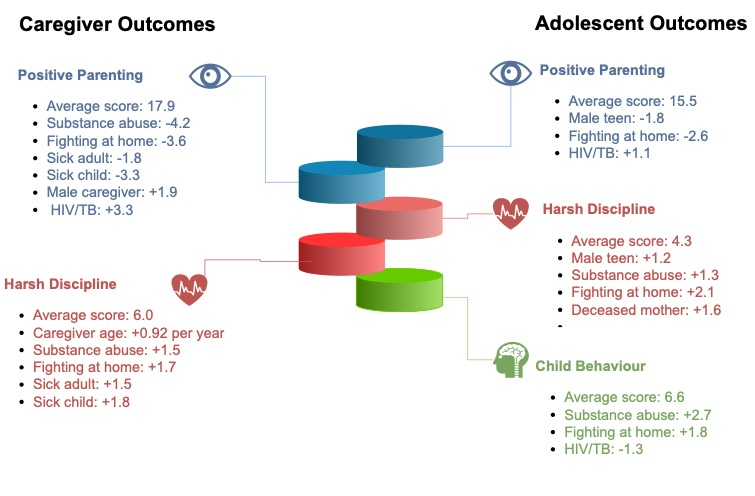 Caregiver Outcomes
Positive Parenting
• Average score: 17.9
• Substance abuse: -4.2
• Fighting at home: -3.6
• Sick adult: -1.8
• Sick child: -3.3
• Male caregiver: +1.9
• HIV/TB: +3.3
Harsh Discipline
• Average score: 6.0
• Caregiver age: +0.92 per year
• Substance abuse: +1.5
• Fighting at home: +1.7
• Sick adult: +1.5
• Sick child: +1.8
Adolescent Outcomes
Positive Parenting
• Average score: 15.5
• Male teen: -1.8
• Fighting at home: -2.6
• HIV/TB: +1.1
Harsh Discipline
• Average score: 4.3
• Male teen: +1.2
• Substance abuse: +1.3
• Fighting at home: +2.1
• Deceased mother: +1.6
•
Child Behaviour
• Average score: 6.6
• Substance abuse: +2.7
• Fighting at home: +1.8
• HIV/TB: -1.3